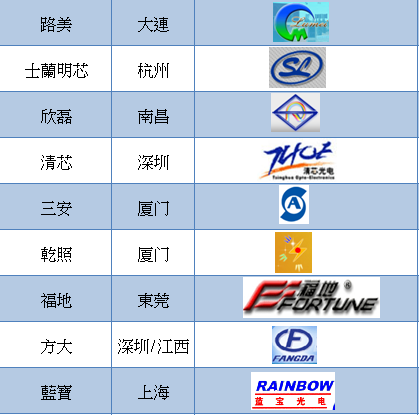 路美 大連 Lumei
士蘭明芯 杭州 SL
欣磊 南昌
清芯 深圳
清芯光电
Tsinghua Opto-Electronics
三安 厦门
乾照 厦门
福地 東莞 福地®
FORTUNE
方大 深圳/江西 F
FANGDA
藍寶 上海 RAINBOW
蓝宝光电